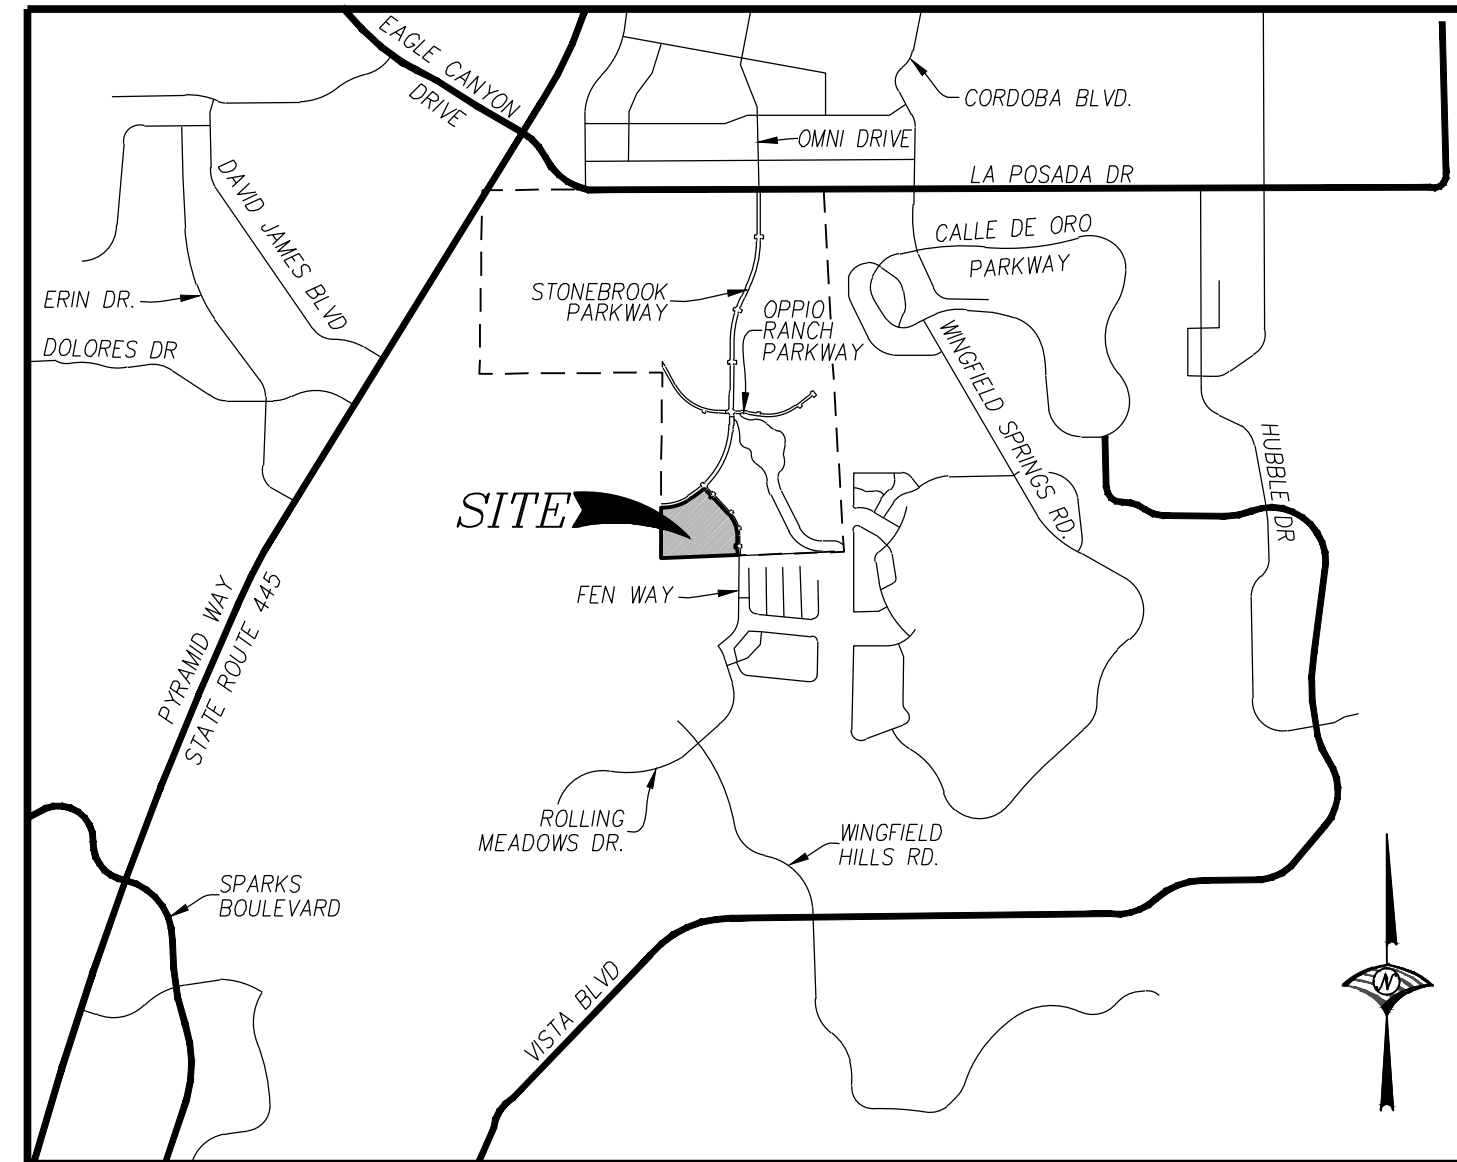 EAGLE CANYON
DRIVE
CORDOBA BLVD.
OMNI DRIVE
LA POSADA DR
DAVID JAMES BLVD
CALLE DE ORO
PARKWAY
ERIN DR.
STONEBROOK
PARKWAY
OPPIO
RANCH
PARKWAY
DOLORES DR
WINGFIELD SPRINGS RD.
HUBBLE DR
SITE
FEN WAY
PYRAMID WAY
STATE ROUTE 445
ROLLING
MEADOWS DR.
WINGFIELD
HILLS RD.
SPARKS
BOULEVARD
VISTA BLVD
N